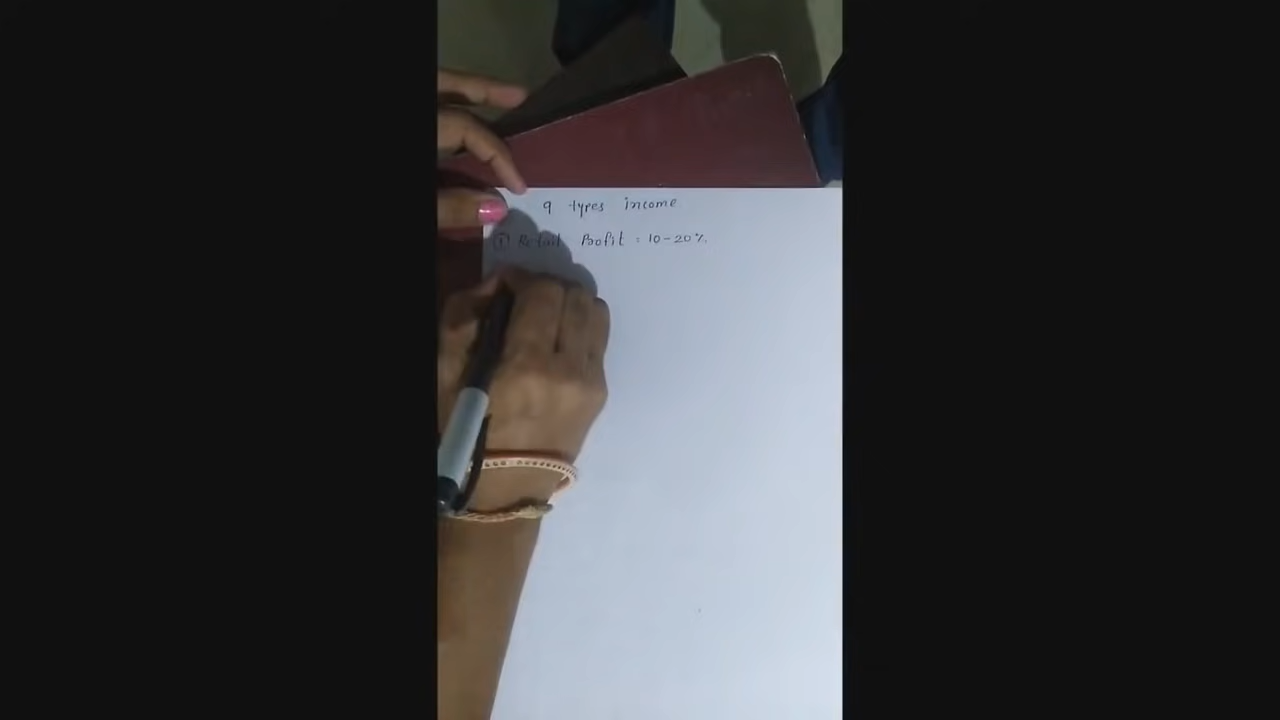 9 types income
① Retail Profit = 10-20%.